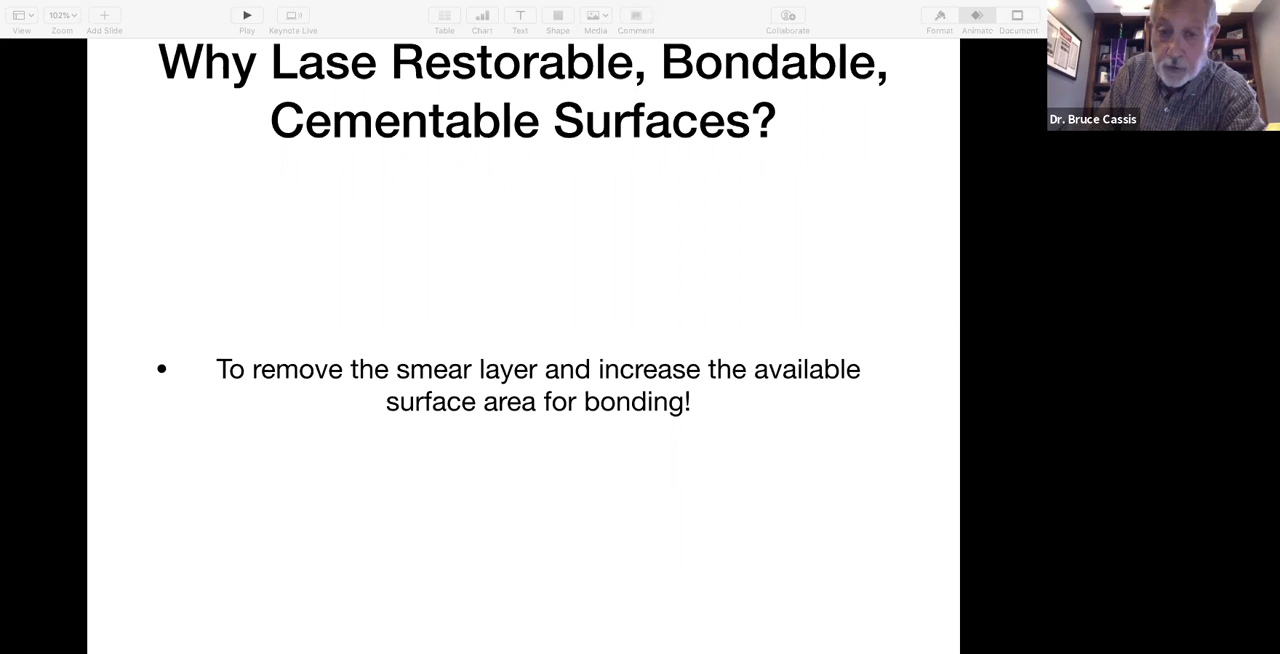 102%
View
Zoom
Add Slide
Play
Keynote Live
Table
Chart
Text
Shape
Media
Comment
Collaborate
Format
Animate
Document
Why Lase Restorable, Bondable,
Cementable Surfaces?
• To remove the smear layer and increase the available
surface area for bonding!
Dr. Bruce Cassis